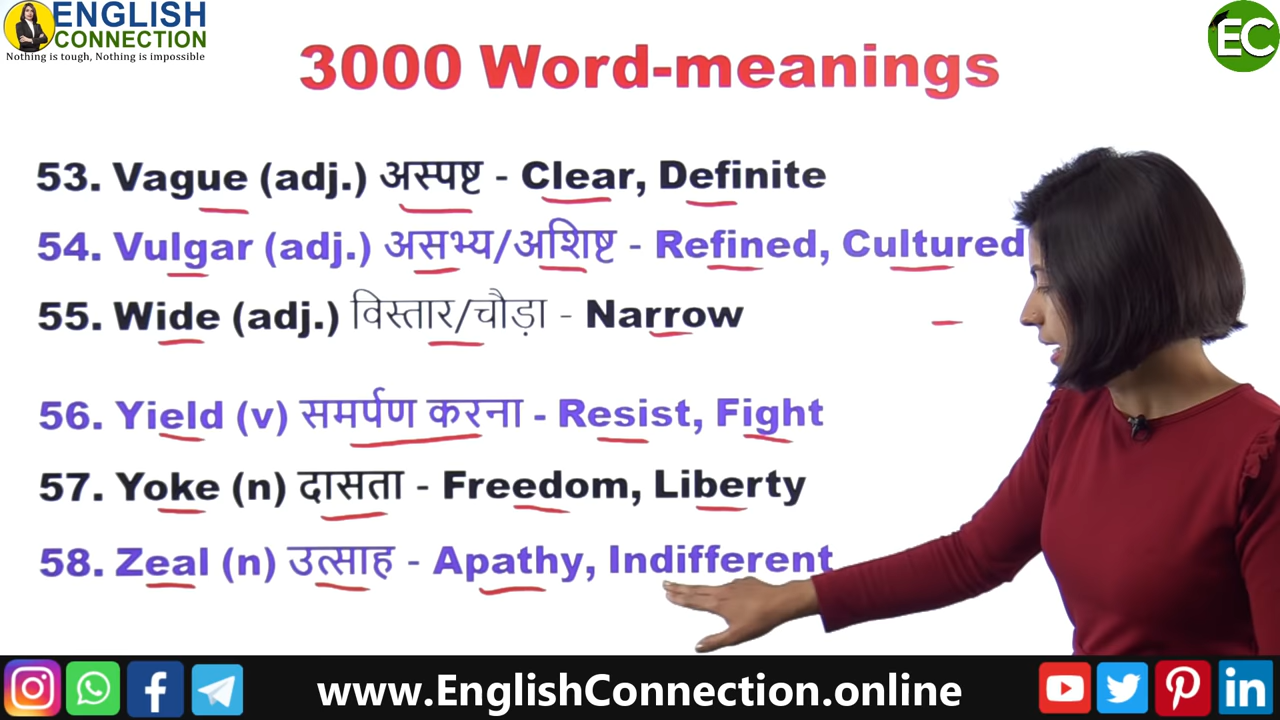 ENGLISH
CONNECTION
Nothing is tough, Nothing is impossible
EC
3000 Word-meanings
53. Vague (adj.) अस्पष्ट - Clear, Definite
54. Vulgar (adj.) असभ्य/अशिष्ट - Refined, Cultured
55. Wide (adj.) विस्तार/चौड़ा - Narrow
56. Yield (v) समर्पण करना - Resist, Fight
57. Yoke (n) दासता - Freedom, Liberty
58. Zeal (n) उत्साह - Apathy, Indifferent
www.EnglishConnection.online